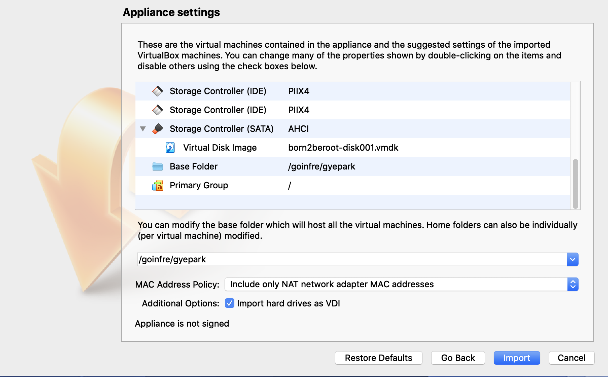 Appliance settings
These are the virtual machines contained in the appliance and the suggested settings of the imported
VirtualBox machines. You can change many of the properties shown by double-clicking on the items and
disable others using the check boxes below.
Storage Controller (IDE) PIIX4
Storage Controller (IDE) PIIX4
Storage Controller (SATA) AHCI
Virtual Disk Image born2beroot-disk001.vmdk
Base Folder /goinfre/gyepark
Primary Group /
You can modify the base folder which will host all the virtual machines. Home folders can also be individually
(per virtual machine) modified.
/goinfre/gyepark
MAC Address Policy: Include only NAT network adapter MAC addresses
Additional Options: Import hard drives as VDI
Appliance is not signed
Restore Defaults Go Back Import Cancel